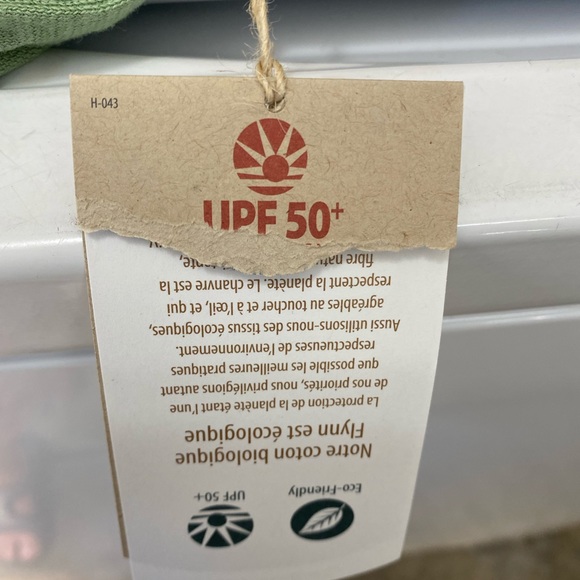 H-043
UPF 50+
Eco-Friendly
UPF 50+
Notre coton biologique
Flynn est écologique
La protection de la planète étant l'une
de nos priorités, nous privilégions autant
que possible les meilleures pratiques
respectueuses de l'environnement.
Aussi utilisons-nous des tissus écologiques,
agréables au toucher et à l'œil, et qui
respectent la planète. Le chanvre est la
fibre